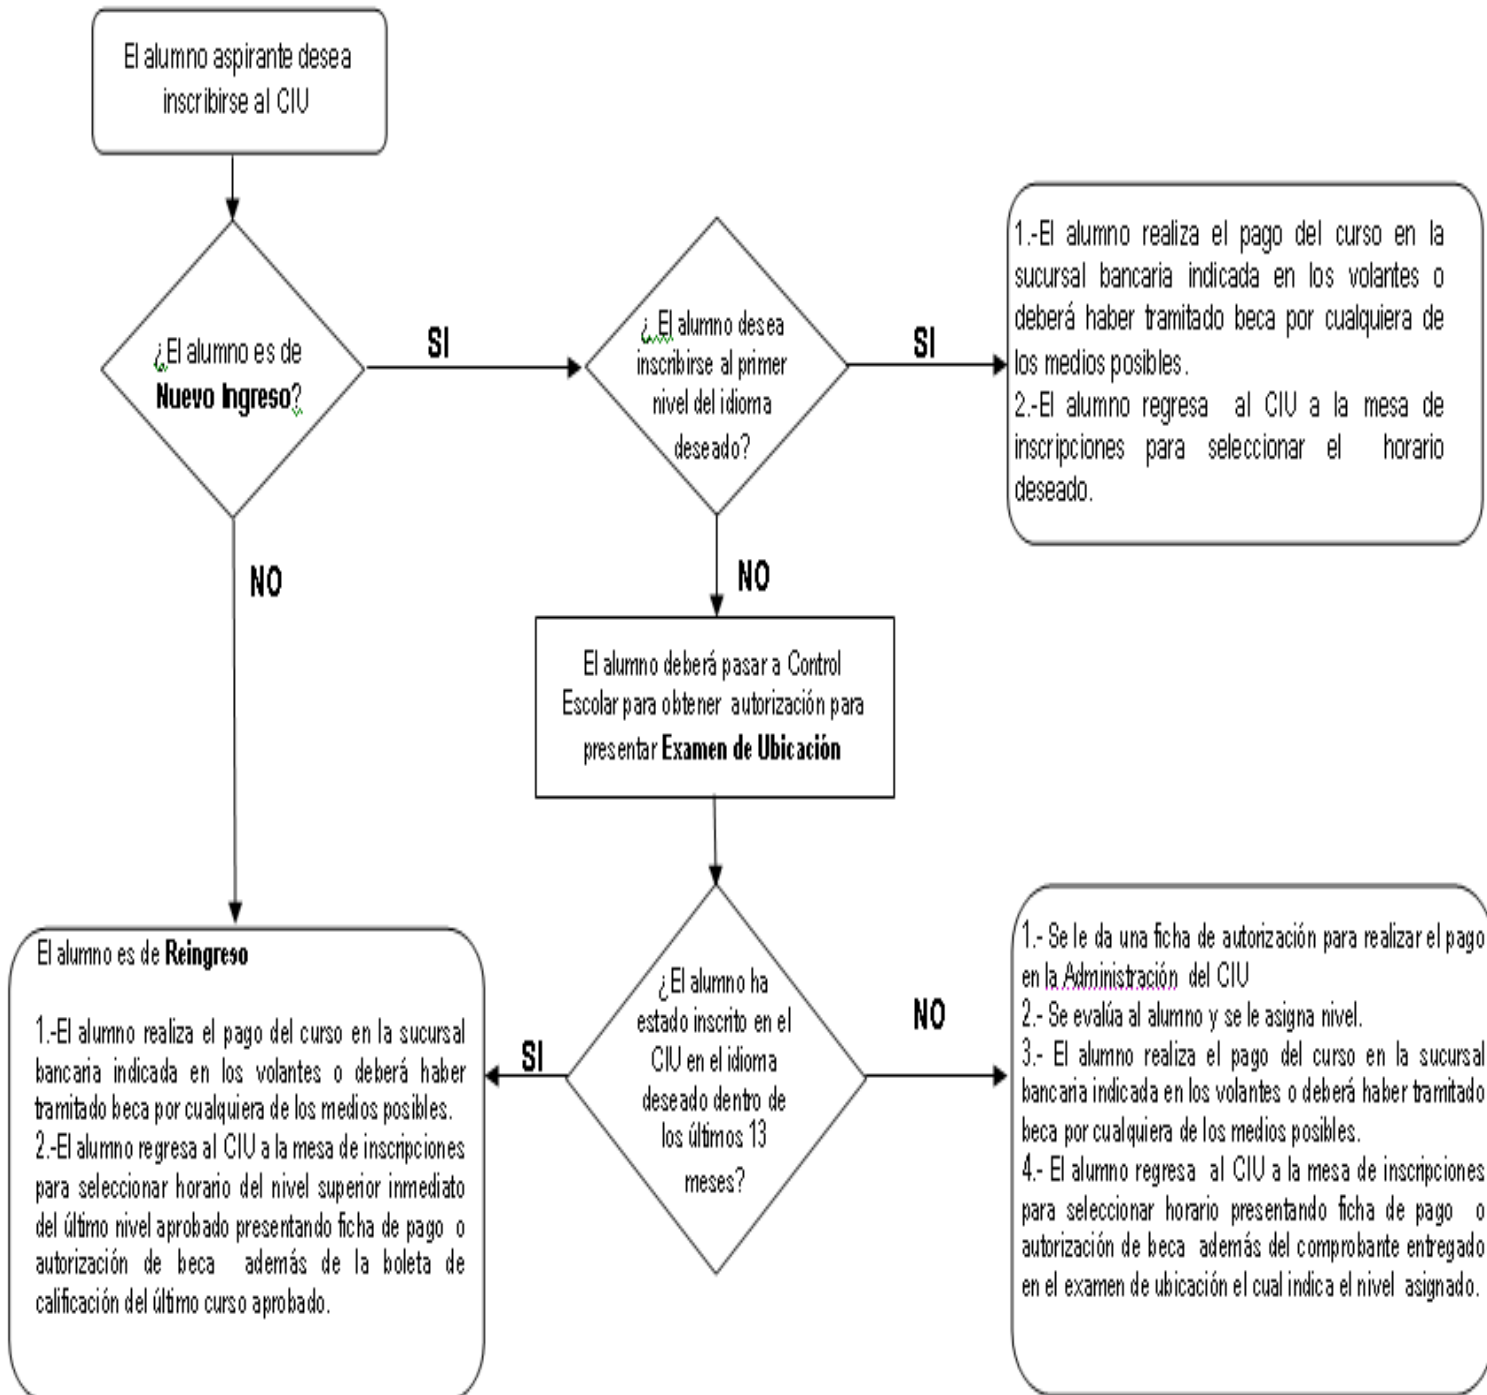 El alumno aspirante desea
inscribirse al CIU
¿El alumno es de
Nuevo Ingreso?
SI
¿ El alumno desea
inscribirse al primer
nivel del idioma
deseado?
SI
1.-El alumno realiza el pago del curso en la
sucursal bancaria indicada en los volantes o
deberá haber tramitado beca por cualquiera de
los medios posibles.
2.-El alumno regresa al CIU a la mesa de
inscripciones para seleccionar el horario
deseado.
NO
NO
El alumno deberá pasar a Control
Escolar para obtener autorización para
presentar Examen de Ubicación
El alumno es de Reingreso
1.-El alumno realiza el pago del curso en la sucursal
bancaria indicada en los volantes o deberá haber
tramitado beca por cualquiera de los medios posibles.
2.-El alumno regresa al CIU a la mesa de inscripciones
para seleccionar horario del nivel superior inmediato
del último nivel aprobado presentando ficha de pago o
autorización de beca además de la boleta de
calificación del último curso aprobado.
SI
¿El alumno ha
estado inscrito en el
CIU en el idioma
deseado dentro de
los últimos 13
meses?
NO
1.- Se le da una ficha de autorización para realizar el pago
en la Administración del CIU
2.- Se evalúa al alumno y se le asigna nivel.
3.- El alumno realiza el pago del curso en la sucursal
bancaria indicada en los volantes o deberá haber tramitado
beca por cualquiera de los medios posibles.
4.- El alumno regresa al CIU a la mesa de inscripciones
para seleccionar horario presentando ficha de pago o
autorización de beca además del comprobante entregado
en el examen de ubicación el cual indica el nivel asignado.